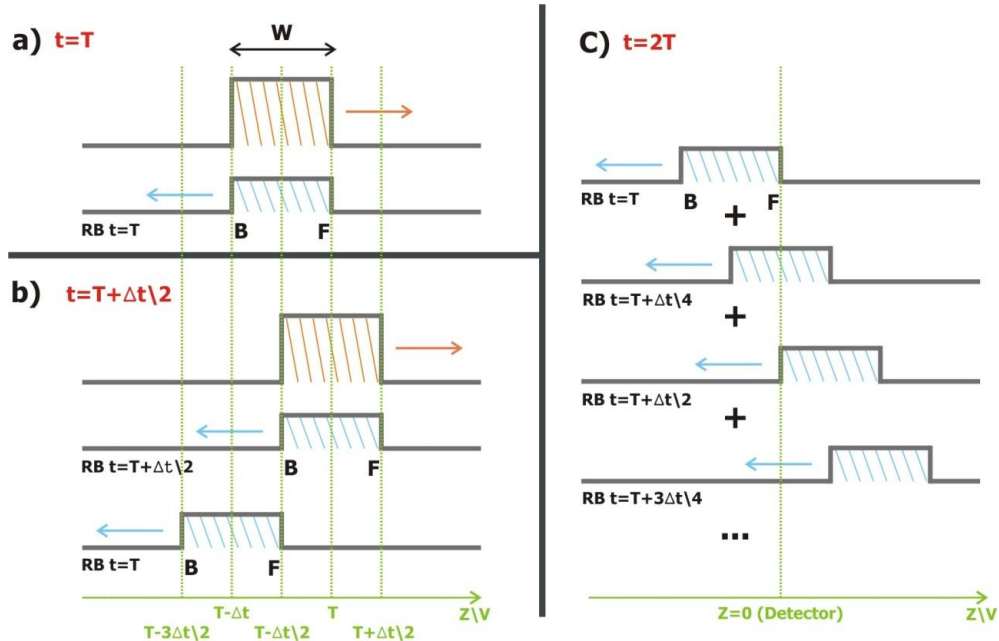 a) t=T
W
RB t=T
B F
b) t=T+Δt\2
RB t=T+Δt\2
B F
RB t=T
B F
T-Δt T Z\V
T-3Δt\2 T-Δt\2 T+Δt\2
C) t=2T
RB t=T
B F
+
RB t=T+Δt\4
+
RB t=T+Δt\2
+
RB t=T+3Δt\4
...
Z=0 (Detector) Z\V